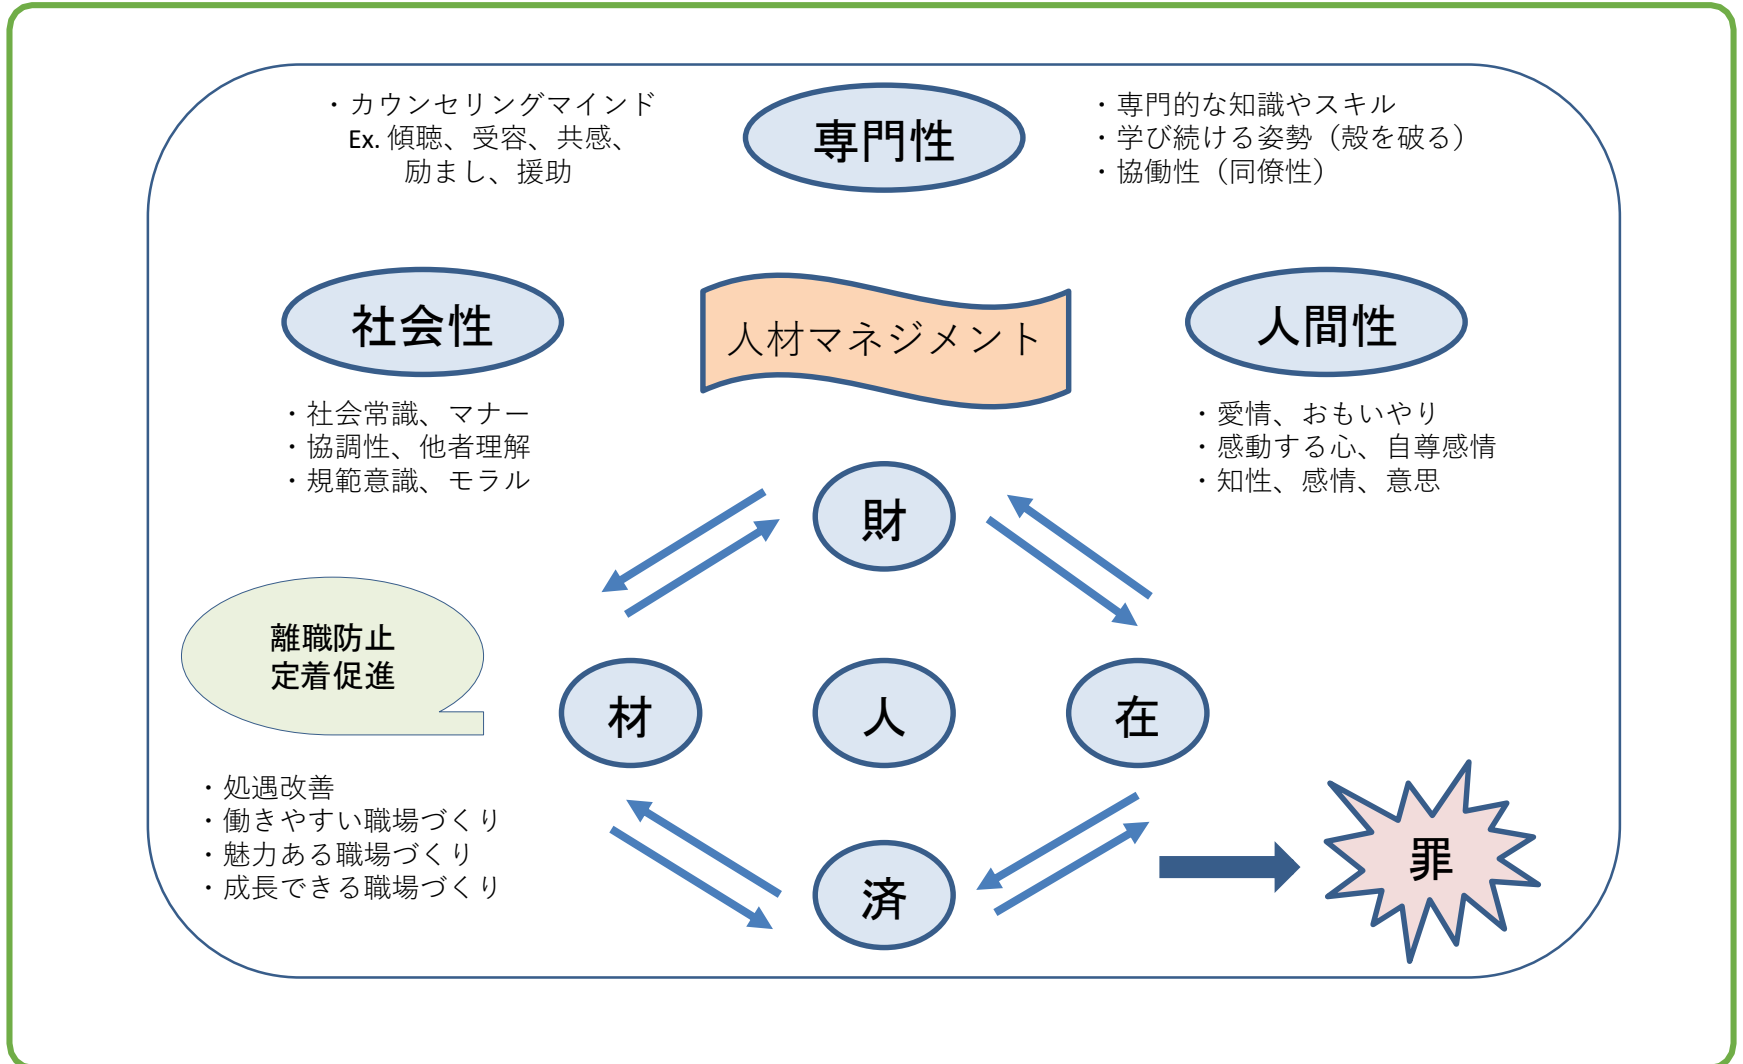 ・カウンセリングマインド
Ex. 傾聴、受容、共感、
励まし、援助
専門性
・専門的な知識やスキル
・学び続ける姿勢（殻を破る）
・協働性（同僚性）
社会性
人材マネジメント
人間性
・社会常識、マナー
・協調性、他者理解
・規範意識、モラル
・愛情、おもいやり
・感動する心、自尊感情
・知性、感情、意思
財
離職防止
定着促進
材
人
在
・処遇改善
・働きやすい職場づくり
・魅力ある職場づくり
・成長できる職場づくり
済
罪